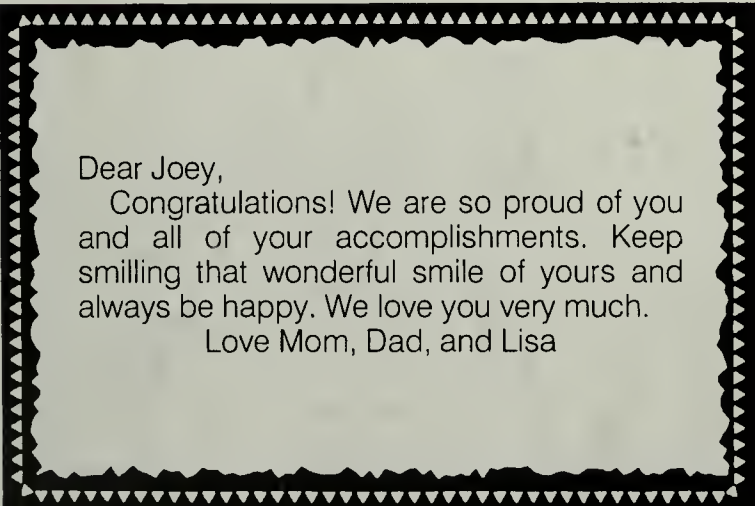 Dear Joey,
Congratulations! We are so proud of you
and all of your accomplishments. Keep
smilling that wonderful smile of yours and
always be happy. We love you very much.
Love Mom, Dad, and Lisa